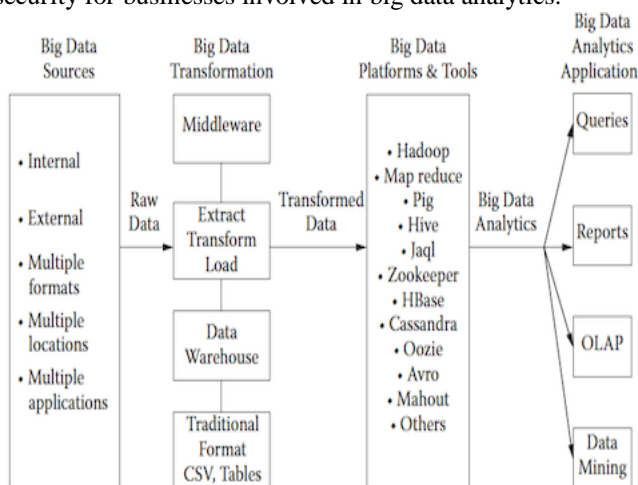 security for businesses involved in big data analytics.
Big Data
Sources
Big Data
Transformation
Big Data
Platforms & Tools
Big Data
Analytics
Application
• Internal
• External
• Multiple
formats
• Multiple
locations
• Multiple
applications
Raw
Data
Middleware
Extract
Transform
Load
Data
Warehouse
Traditional
Format
CSV, Tables
Transformed
Data
• Hadoop
• Map reduce
• Pig
• Hive
• Jaql
• Zookeeper
• HBase
• Cassandra
• Oozie
• Avro
• Mahout
• Others
Big Data
Analytics
Queries
Reports
OLAP
Data
Mining